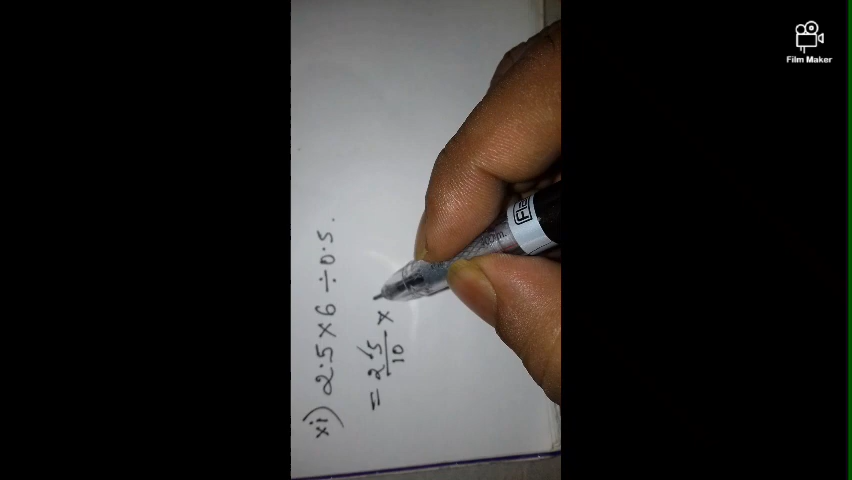 xi) 2.5 × 6 ÷ 0.5.
= 25/10 ×
Film Maker